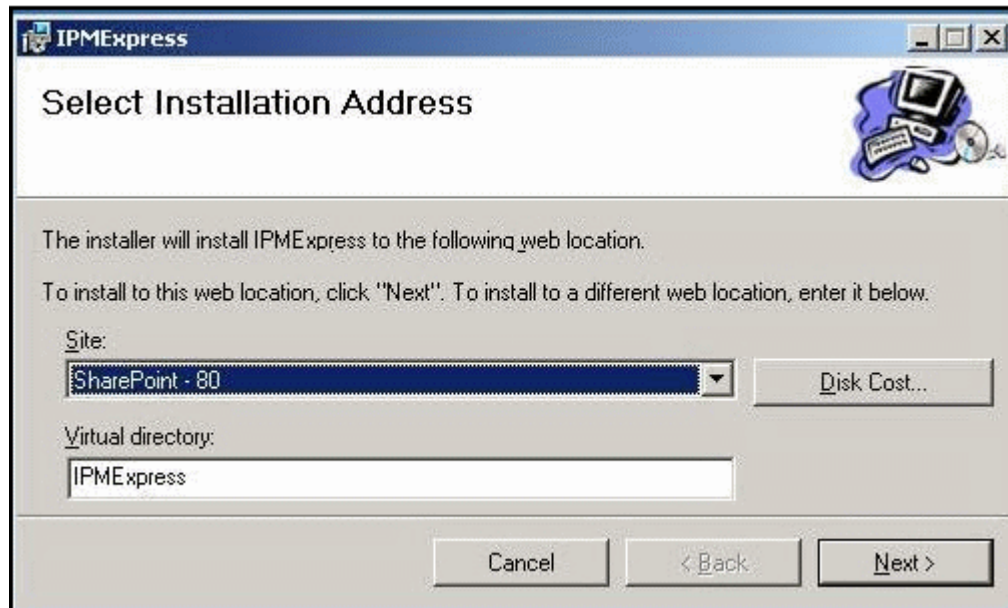 IPMExpress
Select Installation Address
The installer will install IPMExpress to the following web location.
To install to this web location, click "Next". To install to a different web location, enter it below.
Site:
SharePoint - 80
Disk Cost...
Virtual directory:
IPMExpress
Cancel
< Back
Next >